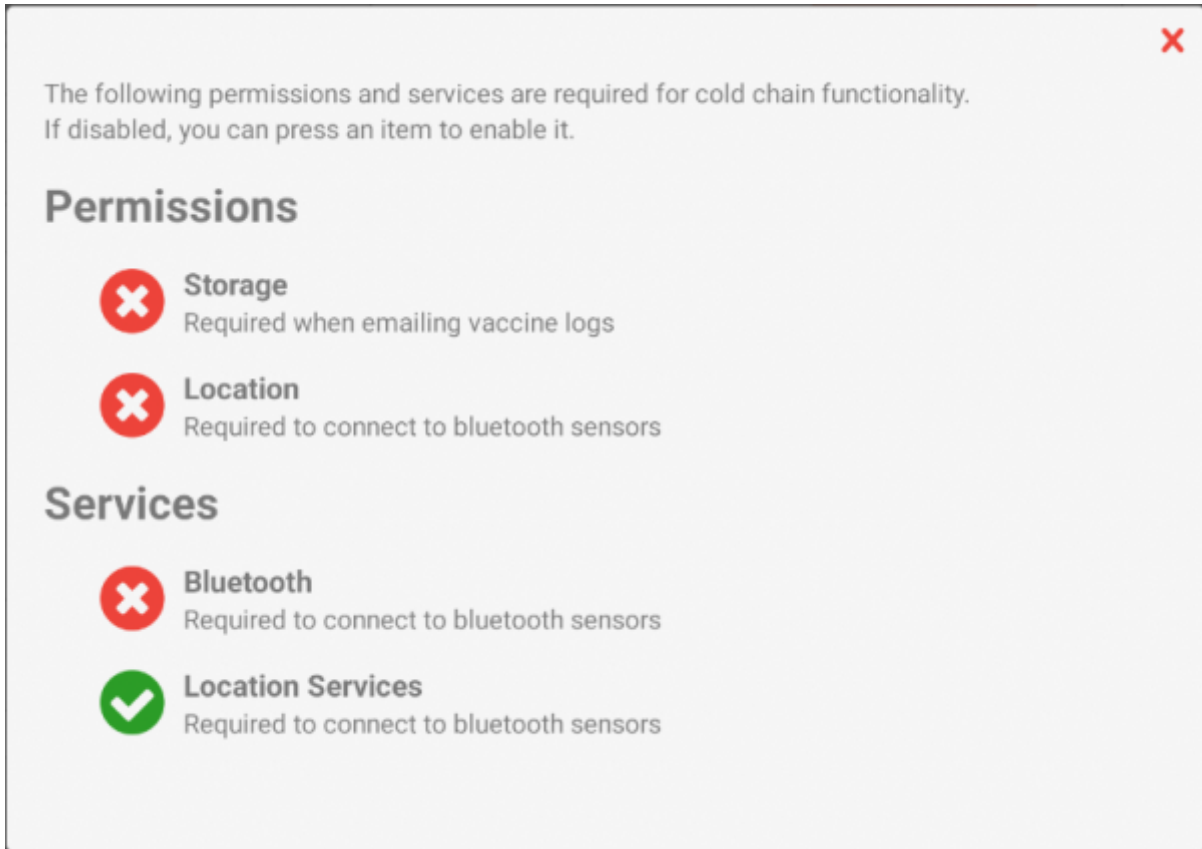 The following permissions and services are required for cold chain functionality.
If disabled, you can press an item to enable it.
Permissions
Storage
Required when emailing vaccine logs
Location
Required to connect to bluetooth sensors
Services
Bluetooth
Required to connect to bluetooth sensors
Location Services
Required to connect to bluetooth sensors